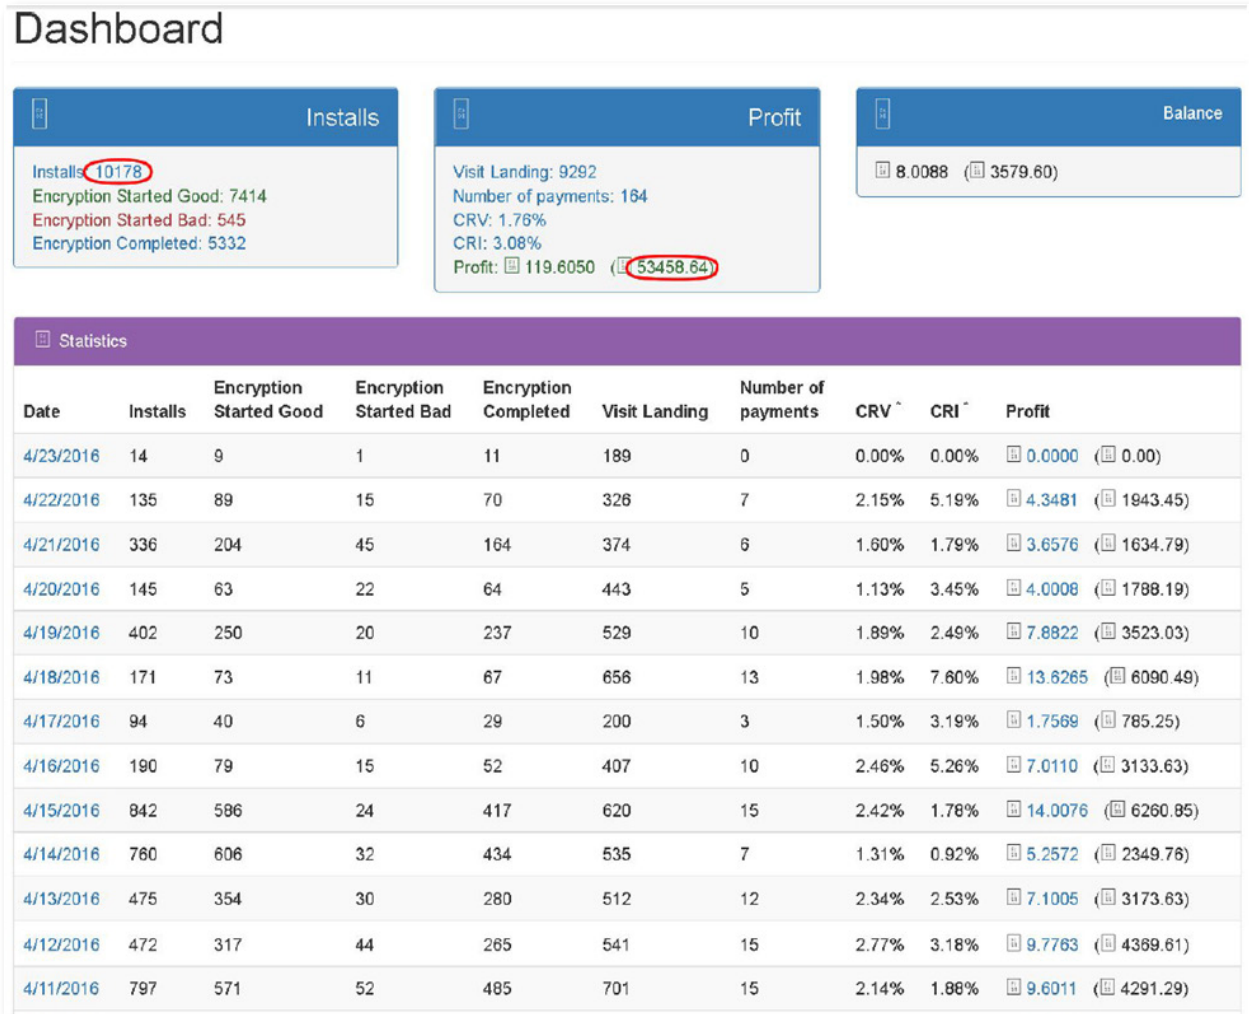 Dashboard
Installs
Installs 10178
Encryption Started Good: 7414
Encryption Started Bad: 545
Encryption Completed: 5332
Profit
Visit Landing: 9292
Number of payments: 164
CRV: 1.76%
CRI: 3.08%
Profit: 119.6050 ( 53458.64)
Balance
8.0088 ( 3579.60)
Statistics
Date Installs Encryption Started Good Encryption Started Bad Encryption Completed Visit Landing Number of payments CRV CRI Profit
4/23/2016 14 9 1 11 189 0 0.00% 0.00% 0.0000 ( 0.00)
4/22/2016 135 89 15 70 326 7 2.15% 5.19% 4.3481 ( 1943.45)
4/21/2016 336 204 45 164 374 6 1.60% 1.79% 3.6576 ( 1634.79)
4/20/2016 145 63 22 64 443 5 1.13% 3.45% 4.0008 ( 1788.19)
4/19/2016 402 250 20 237 529 10 1.89% 2.49% 7.8822 ( 3523.03)
4/18/2016 171 73 11 67 656 13 1.98% 7.60% 13.6265 ( 6090.49)
4/17/2016 94 40 6 29 200 3 1.50% 3.19% 1.7569 ( 785.25)
4/16/2016 190 79 15 52 407 10 2.46% 5.26% 7.0110 ( 3133.63)
4/15/2016 842 586 24 417 620 15 2.42% 1.78% 14.0076 ( 6260.85)
4/14/2016 760 606 32 434 535 7 1.31% 0.92% 5.2572 ( 2349.76)
4/13/2016 475 354 30 280 512 12 2.34% 2.53% 7.1005 ( 3173.63)
4/12/2016 472 317 44 265 541 15 2.77% 3.18% 9.7763 ( 4369.61)
4/11/2016 797 571 52 485 701 15 2.14% 1.88% 9.6011 ( 4291.29)